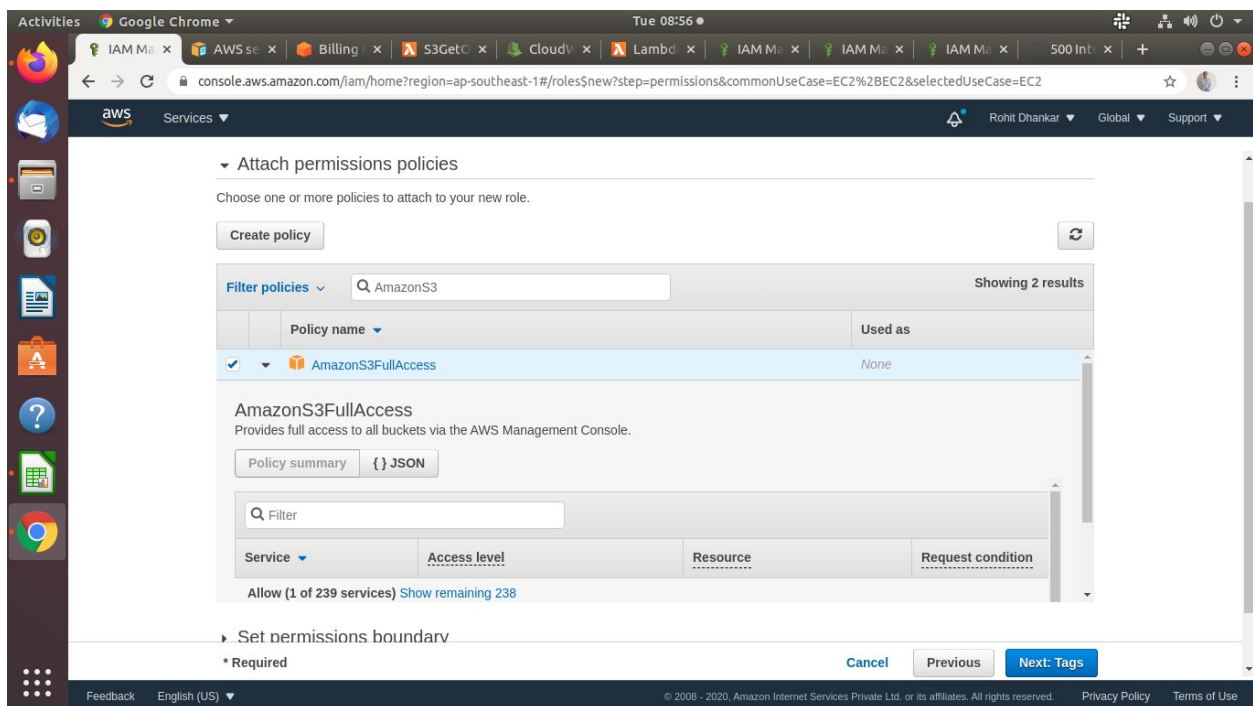 Activities Google Chrome ▾ Tue 08:56 ●
IAM Ma AWS se Billing M S3GetO CloudW Lambda IAM Ma IAM Ma IAM Ma 500 Inte +
console.aws.amazon.com/iam/home?region=ap-southeast-1#/roles$new?step=permissions&commonUseCase=EC2%2BEC2&selectedUseCase=EC2
aws Services ▾ Rohit Dhankar ▾ Global ▾ Support ▾
Attach permissions policies
Choose one or more policies to attach to your new role.
Create policy
Filter policies AmazonS3 Showing 2 results
Policy name ▾ Used as
AmazonS3FullAccess None
AmazonS3FullAccess
Provides full access to all buckets via the AWS Management Console.
Policy summary { } JSON
Filter
Service ▾ Access level Resource Request condition
Allow (1 of 239 services) Show remaining 238
Set permissions boundary
* Required Cancel Previous Next: Tags
Feedback English (US) ▾ © 2008 - 2020, Amazon Internet Services Private Ltd. or its affiliates. All rights reserved. Privacy Policy Terms of Use